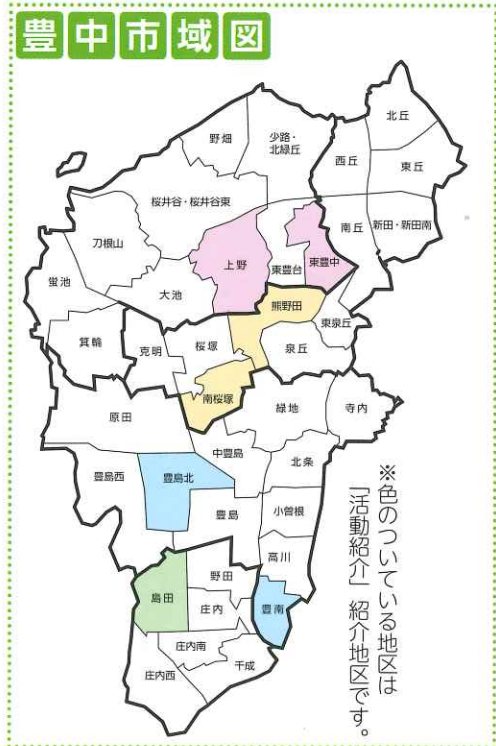 豊中市域図
北丘
野畑
少路・
北緑丘
西丘
東丘
桜井谷・桜井谷東
南丘
新田・新田南
刀根山
上野
東豊台
東豊中
蛍池
大池
熊野田
東泉丘
箕輪
克明
桜塚
泉丘
南桜塚
緑地
寺内
原田
中豊島
北条
豊島西
豊島北
豊島
小曽根
高川
野田
島田
庄内
豊南
庄内南
千成
庄内西
※色のついている地区は
「活動紹介」紹介地区です。